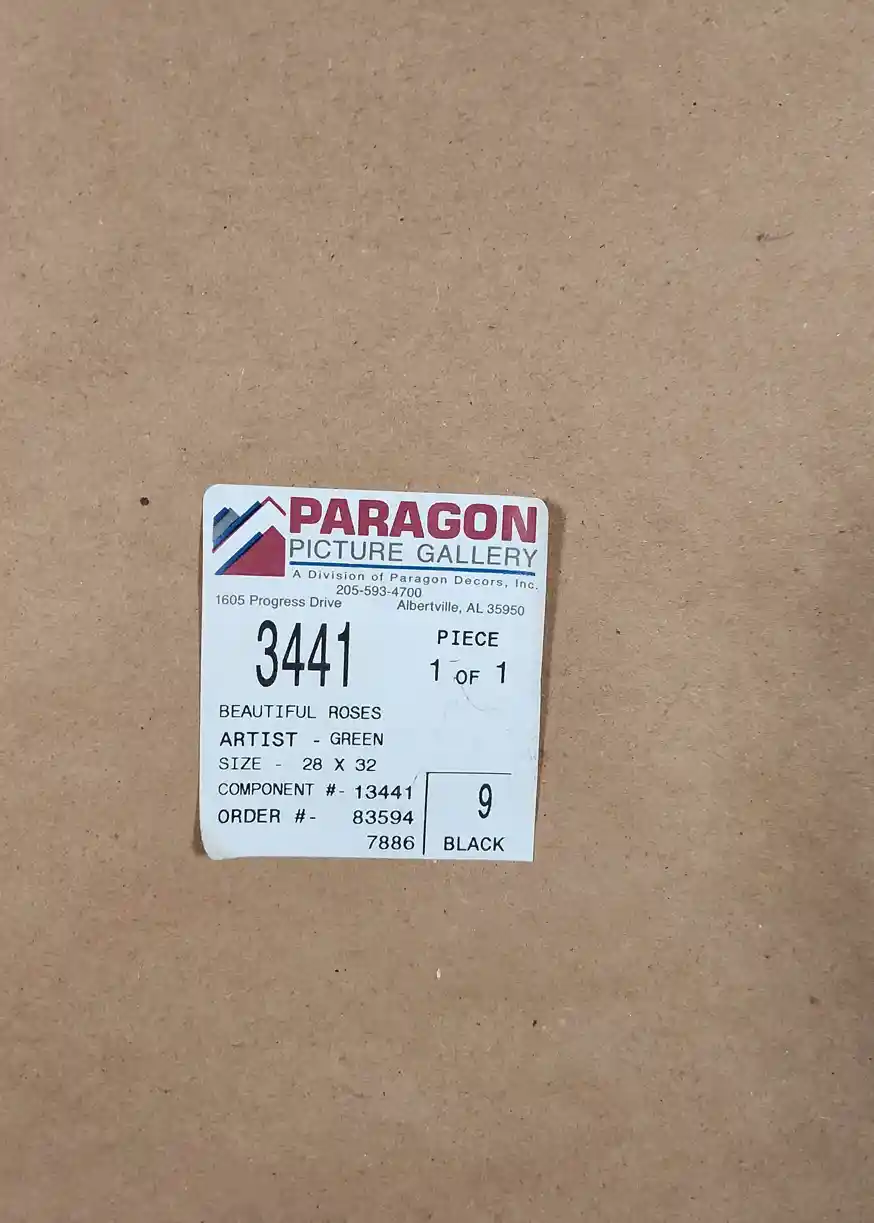 PARAGON
PICTURE GALLERY
A Division of Paragon Decors, Inc.
205-593-4700
1605 Progress Drive Albertville, AL 35950
3441 PIECE
1 OF 1
BEAUTIFUL ROSES
ARTIST - GREEN
SIZE - 28 X 32
COMPONENT #- 13441
ORDER #- 83594
7886
9
BLACK